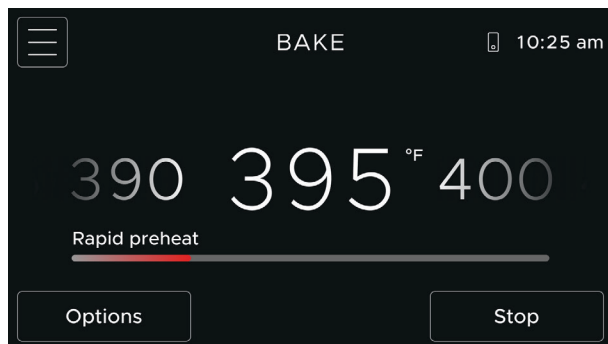 BAKE
10:25 am
390 395 °F 400
Rapid preheat
Options
Stop